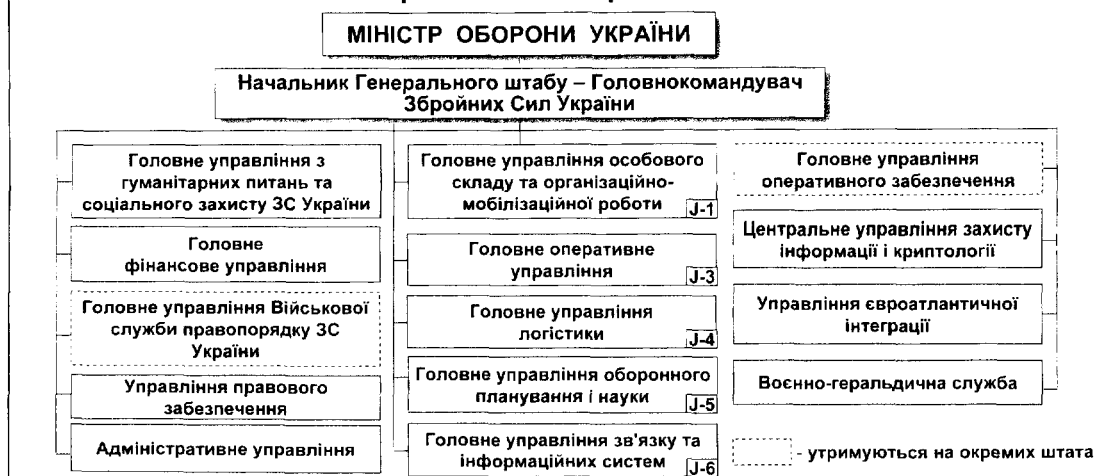 МІНІСТР ОБОРОНИ УКРАЇНИ
Начальник Генерального штабу – Головнокомандувач
Збройних Сил України
Головне управління з
гуманітарних питань та
соціального захисту ЗС України
Головне
фінансове управління
Головне управління Військової
служби правопорядку ЗС
України
Управління правового
забезпечення
Адміністративне управління
Головне управління особового
складу та організаційно-
мобілізаційної роботи
J-1
Головне оперативне
управління
J-3
Головне управління
логістики
J-4
Головне управління оборонного
планування і науки
J-5
Головне управління зв'язку та
інформаційних систем
J-6
Головне управління
оперативного забезпечення
Центральне управління захисту
інформації і криптології
Управління євроатлантичної
інтеграції
Воєнно-геральдична служба
- утримуються на окремих штата